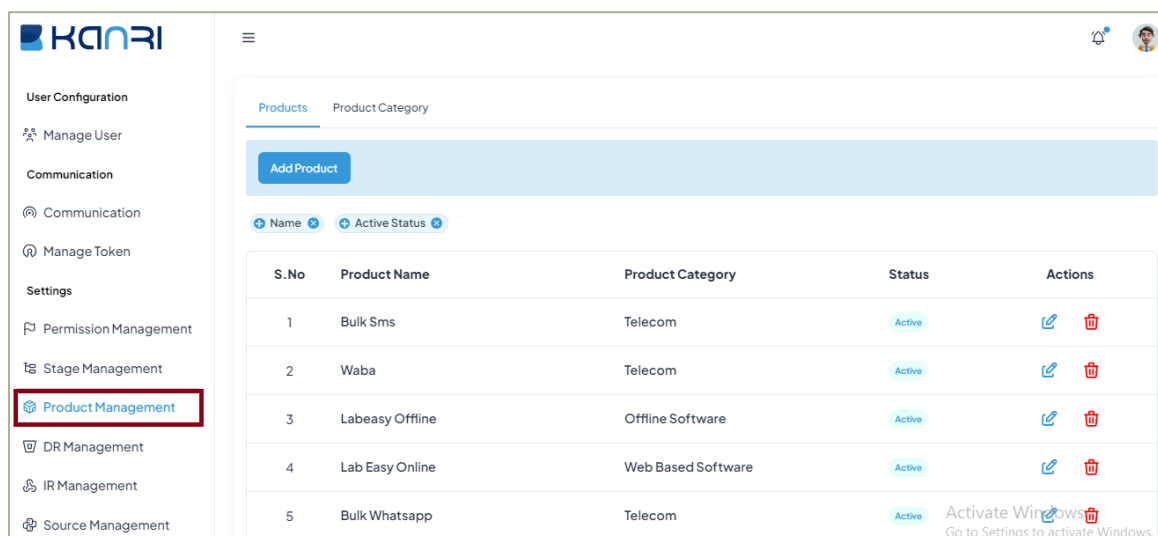 KANRI
User Configuration
Manage User
Communication
Communication
Manage Token
Settings
Permission Management
Stage Management
Product Management
DR Management
IR Management
Source Management
Products Product Category
Add Product
Name Active Status
S.No Product Name Product Category Status Actions
1 Bulk Sms Telecom Active
2 Waba Telecom Active
3 Labeasy Offline Offline Software Active
4 Lab Easy Online Web Based Software Active
5 Bulk Whatsapp Telecom Active
Activate Windows
Go to Settings to activate Windows.